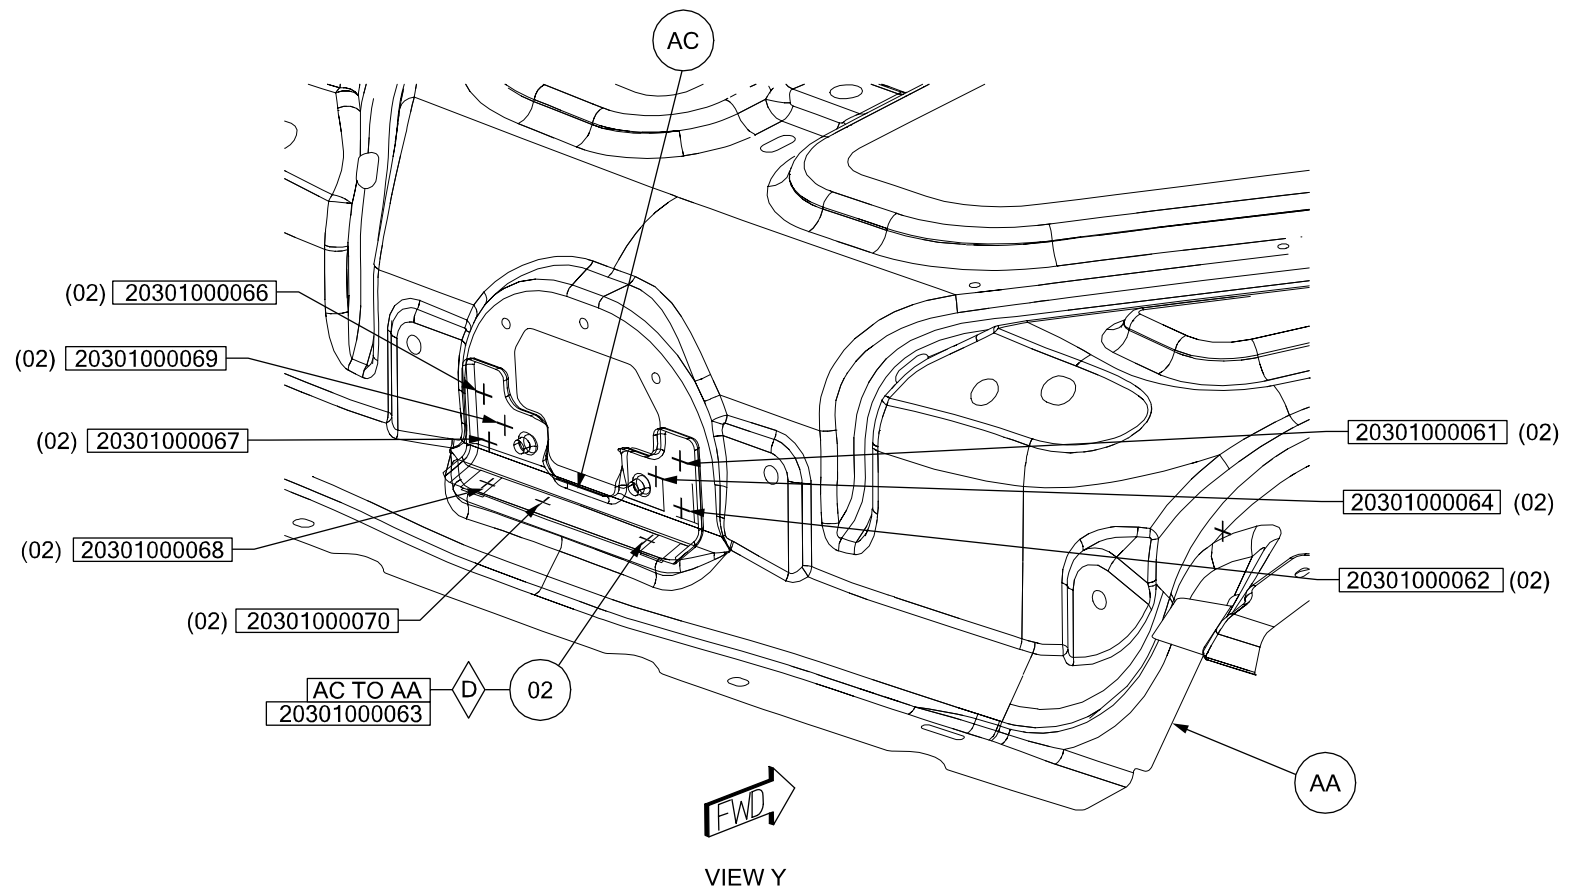 AC
(02) 20301000066
(02) 20301000069
(02) 20301000067
20301000061 (02)
20301000064 (02)
(02) 20301000068
20301000062 (02)
(02) 20301000070
AC TO AA D 02
20301000063
AA
FWD
VIEW Y